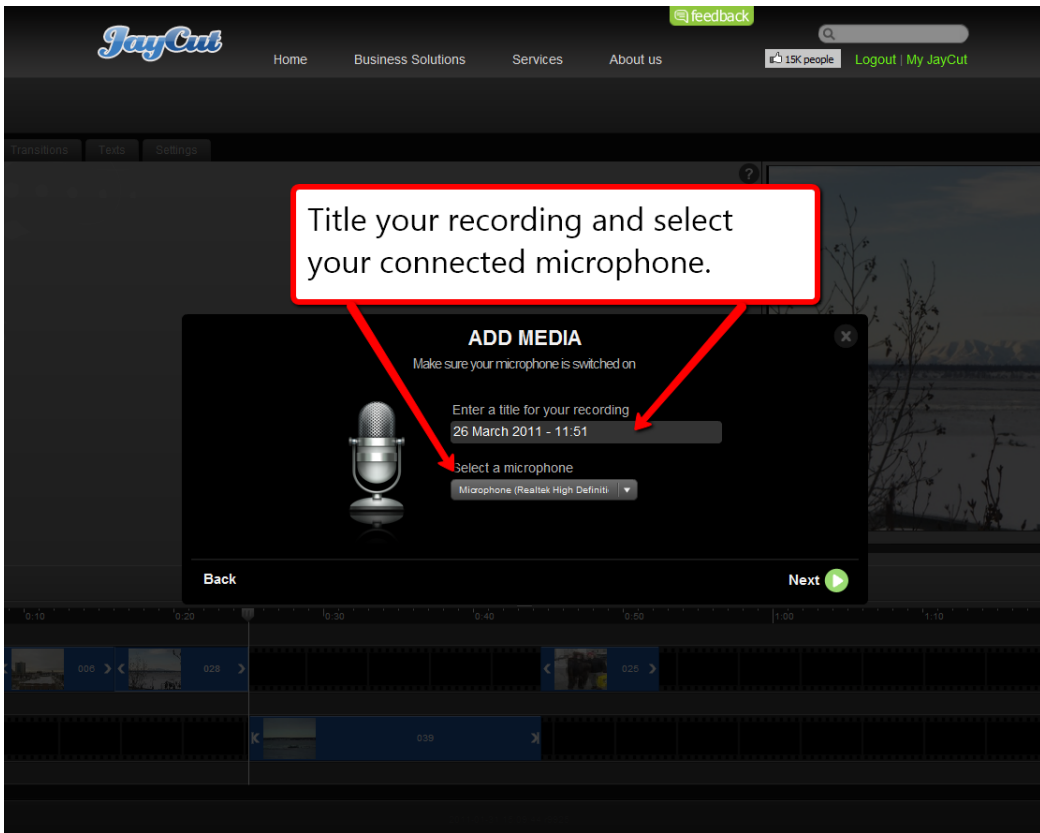 feedback
JayCut
Home Business Solutions Services About us
15K people Logout | My JayCut
Transitions Texts Settings
?
Title your recording and select
your connected microphone.
ADD MEDIA
x
Make sure your microphone is switched on
Enter a title for your recording
26 March 2011 - 11:51
Select a microphone
Microphone (Realtek High Definiti
Back Next
0:10 0:20 0:30 0:40 0:50 1:00 1:10
006 028 026
039